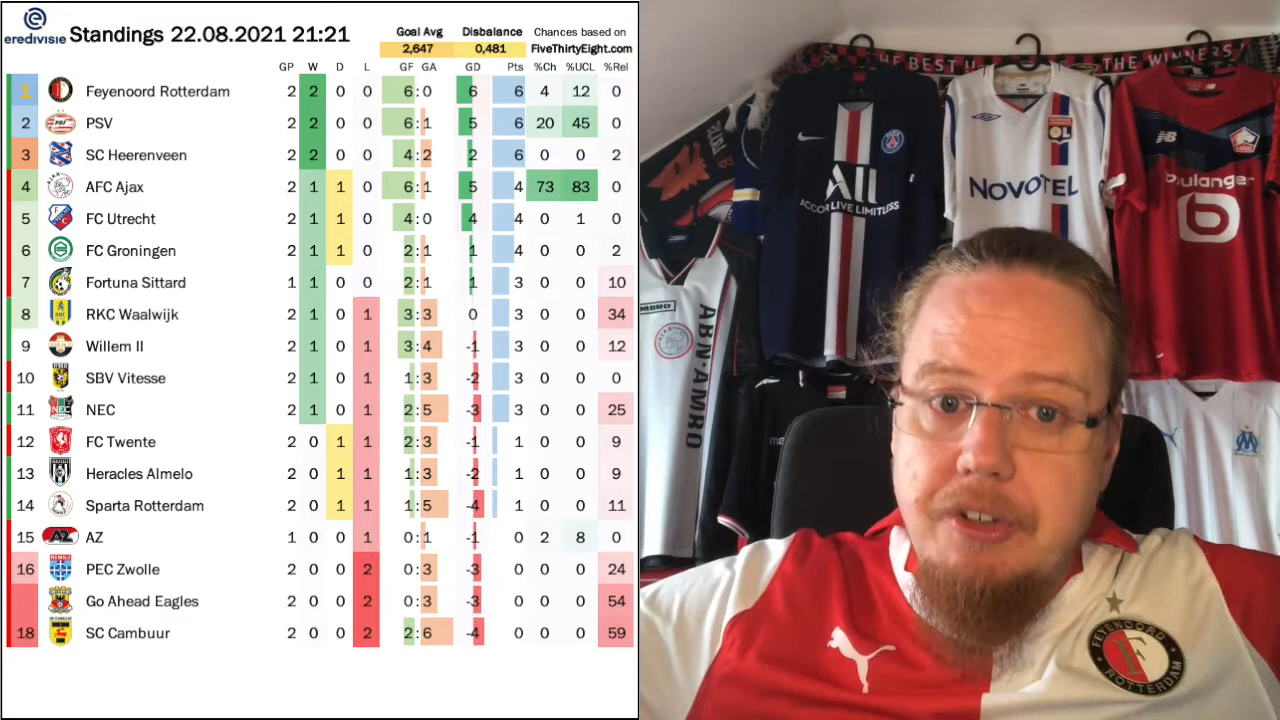 eredivisie Standings 22.08.2021 21:21
Goal Avg Disbalance Chances based on
2,647 0,481 FiveThirtyEight.com
GP W D L GF GA GD Pts %Ch %UCL %Rel
1 Feyenoord Rotterdam 2 2 0 0 6:0 6 6 4 12 0
2 PSV 2 2 0 0 6:1 5 6 20 45 0
3 SC Heerenveen 2 2 0 0 4:2 2 6 0 0 2
4 AFC Ajax 2 1 1 0 6:1 5 4 73 83 0
5 FC Utrecht 2 1 1 0 4:0 4 4 0 1 0
6 FC Groningen 2 1 1 0 2:1 1 4 0 0 2
7 Fortuna Sittard 1 1 0 0 2:1 1 3 0 0 10
8 RKC Waalwijk 2 1 0 1 3:3 0 3 0 0 34
9 Willem II 2 1 0 1 3:4 -1 3 0 0 12
10 SBV Vitesse 2 1 0 1 1:3 -2 3 0 0 0
11 NEC 2 1 0 1 2:5 -3 3 0 0 25
12 FC Twente 2 0 1 1 2:3 -1 1 0 0 9
13 Heracles Almelo 2 0 1 1 1:3 -2 1 0 0 9
14 Sparta Rotterdam 2 0 1 1 1:5 -4 1 0 0 11
15 AZ 1 0 0 1 0:1 -1 0 2 8 0
16 PEC Zwolle 2 0 0 2 0:3 -3 0 0 0 24
Go Ahead Eagles 2 0 0 2 0:3 -3 0 0 0 54
18 SC Cambuur 2 0 0 2 2:6 -4 0 0 0 59
THE BEST
THE WINNERS
ALL
ACCOR LIVE LIMITLESS
OL
NOVOTEL
NB
boulanger
b
UMBRO
AJAX
ABN·AMRO
FEYENOORD
ROTTERDAM